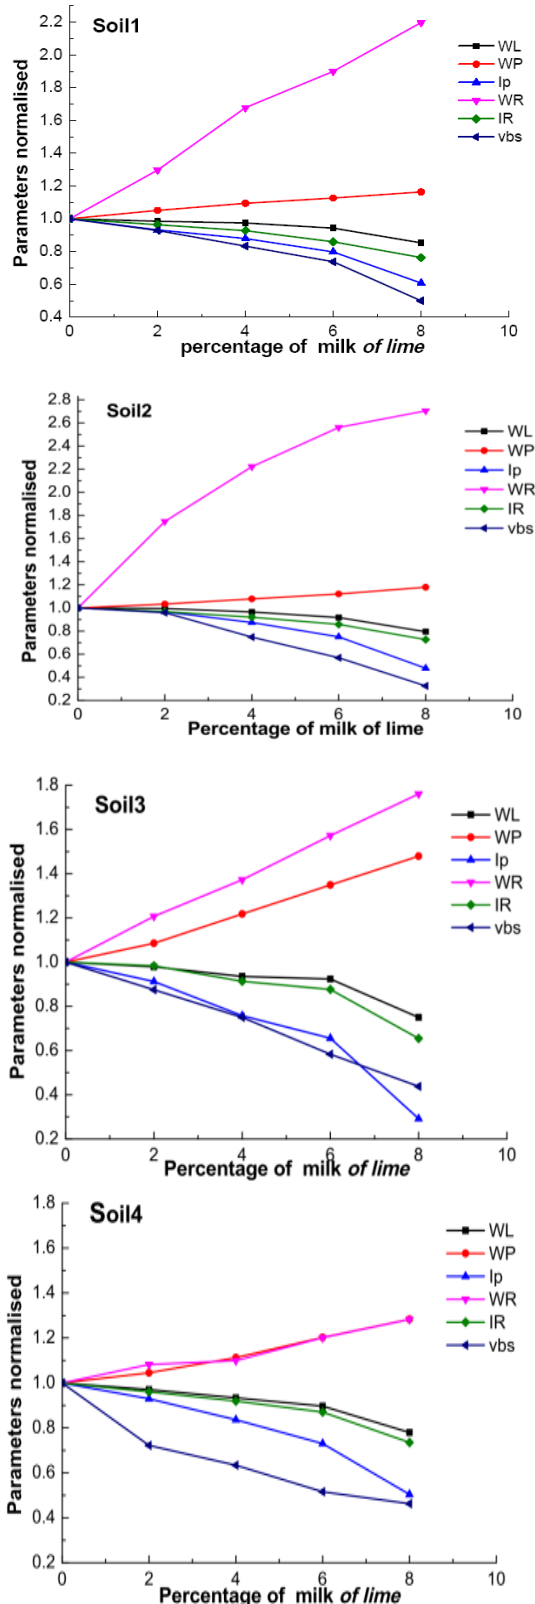 Soil1
WL
WP
Ip
WR
IR
vbs
2.2
2.0
1.8
1.6
1.4
1.2
1.0
0.8
0.6
0.4
Parameters normalised
0 2 4 6 8 10
percentage of milk of lime
Soil2
WL
WP
Ip
WR
IR
vbs
2.8
2.6
2.4
2.2
2.0
1.8
1.6
1.4
1.2
1.0
0.8
0.6
0.4
0.2
Parameters normalised
0 2 4 6 8 10
Percentage of milk of lime
Soil3
WL
WP
Ip
WR
IR
vbs
1.8
1.6
1.4
1.2
1.0
0.8
0.6
0.4
0.2
Parameters normalised
0 2 4 6 8 10
Percentage of milk of lime
Soil4
WL
WP
Ip
WR
IR
vbs
1.8
1.6
1.4
1.2
1.0
0.8
0.6
0.4
0.2
Parameters normalised
0 2 4 6 8 10
Percentage of milk of lime